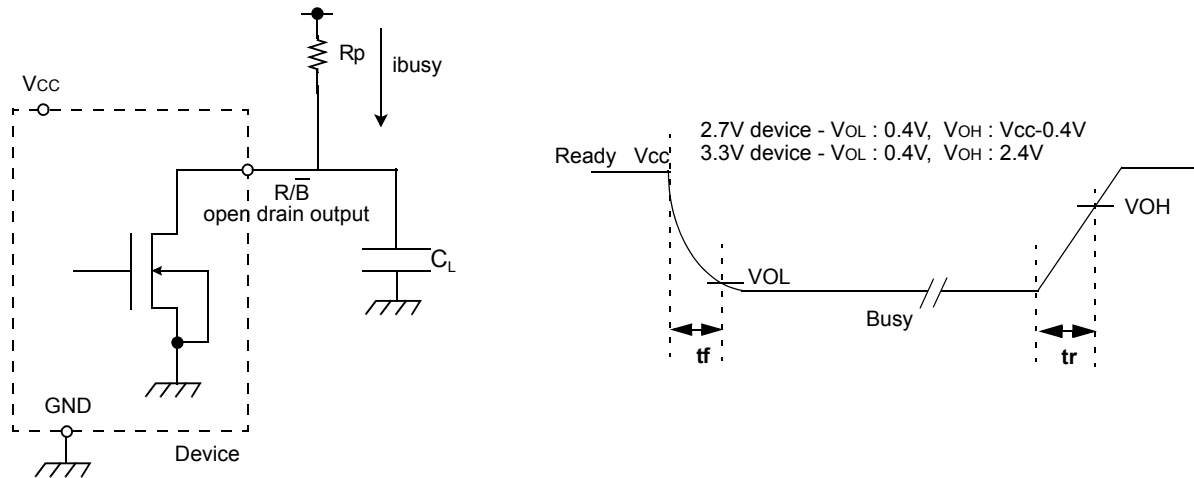 Rp
ibusy
VCC
R/B̅
open drain output
CL
GND
Device
2.7V device - VOL : 0.4V, VOH : Vcc-0.4V
3.3V device - VOL : 0.4V, VOH : 2.4V
Ready Vcc
VOH
VOL
Busy
tf
tr